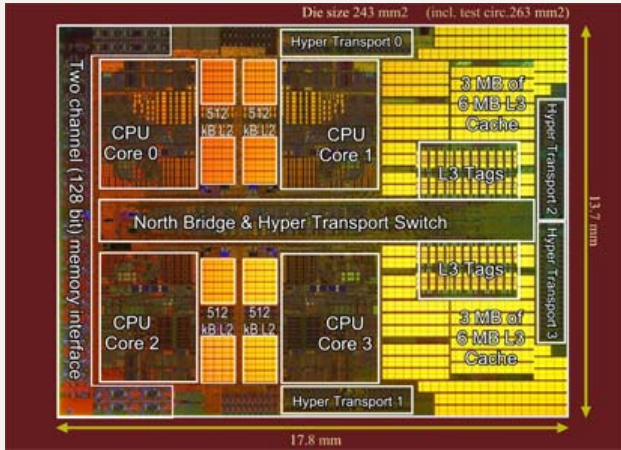 Die size 243 mm2 (incl. test circ.263 mm2)
Hyper Transport 0
Two channel (128 bit) memory interface
CPU
Core 0
512
kB L2
512
kB L2
CPU
Core 1
3 MB of
6 MB L3
Cache
L3 Tags
Hyper Transport 2
13.7 mm
North Bridge & Hyper Transport Switch
L3 Tags
Hyper Transport 3
CPU
Core 2
512
kB L2
512
kB L2
CPU
Core 3
3 MB of
6 MB L3
Cache
Hyper Transport 1
17.8 mm